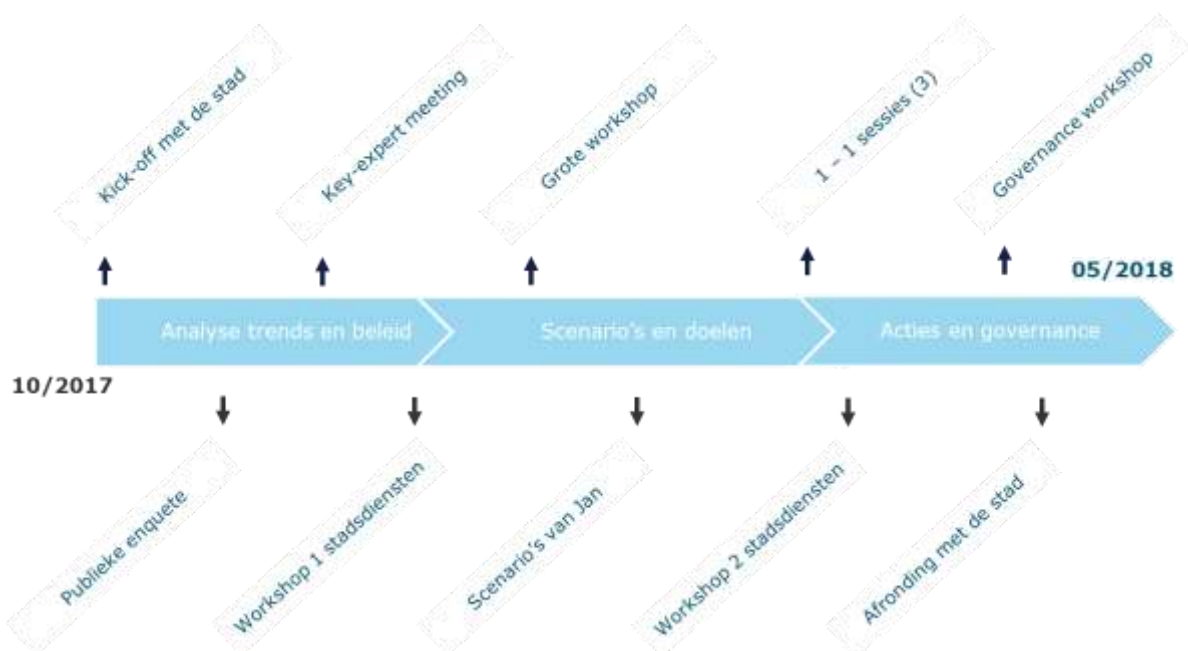 Kick-off met de stad
Key-expert meeting
Grote workshop
1 – 1 sessies (3)
Governance workshop
05/2018
Analyse trends en beleid
Scenario's en doelen
Acties en governance
10/2017
Publieke enquete
Workshop 1 stadsdiensten
Scenario's van Jan
Workshop 2 stadsdiensten
Afronding met de stad